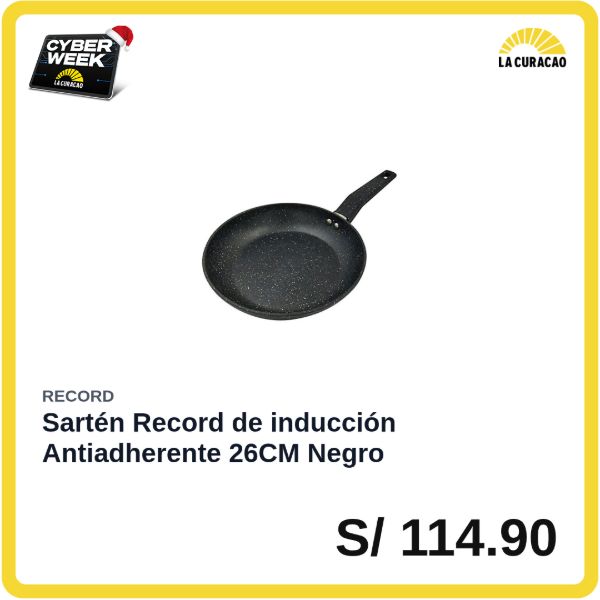 CYBER
WEEK
LA CURACAO
LA CURACAO
RECORD
Sartén Record de inducción
Antiadherente 26CM Negro
S/ 114.90